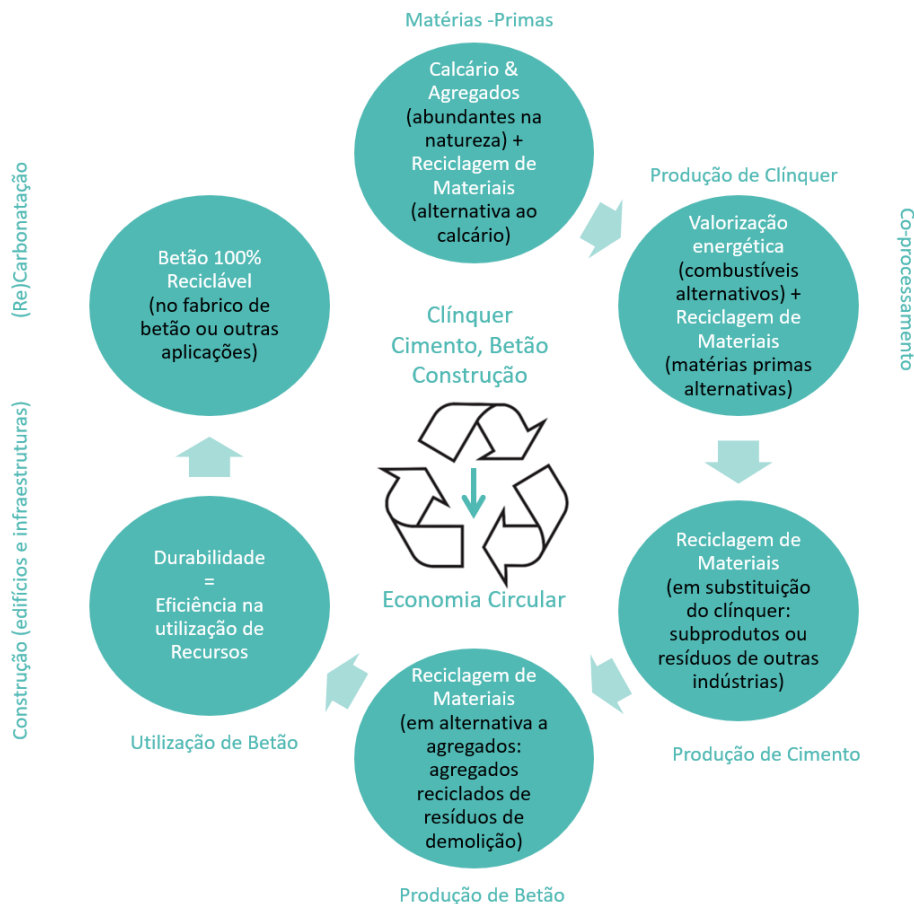 Matérias -Primas
Calcário &
Agregados
(abundantes na
natureza) +
Reciclagem de
Materiais
(alternativa ao
calcário)
Produção de Clínquer
Valorização
energética
(combustíveis
alternativos) +
Reciclagem de
Materiais
(matérias primas
alternativas)
Co-processamento
Reciclagem de
Materiais
(em substituição
do clínquer:
subprodutos ou
resíduos de outras
indústrias)
Produção de Cimento
Reciclagem de
Materiais
(em alternativa a
agregados:
agregados
reciclados de
resíduos de
demolição)
Produção de Betão
Durabilidade
=
Eficiência na
utilização de
Recursos
Utilização de Betão
Construção (edifícios e infraestruturas)
Betão 100%
Reciclável
(no fabrico de
betão ou outras
aplicações)
(Re)Carbonatação
Clínquer
Cimento, Betão
Construção
Economia Circular